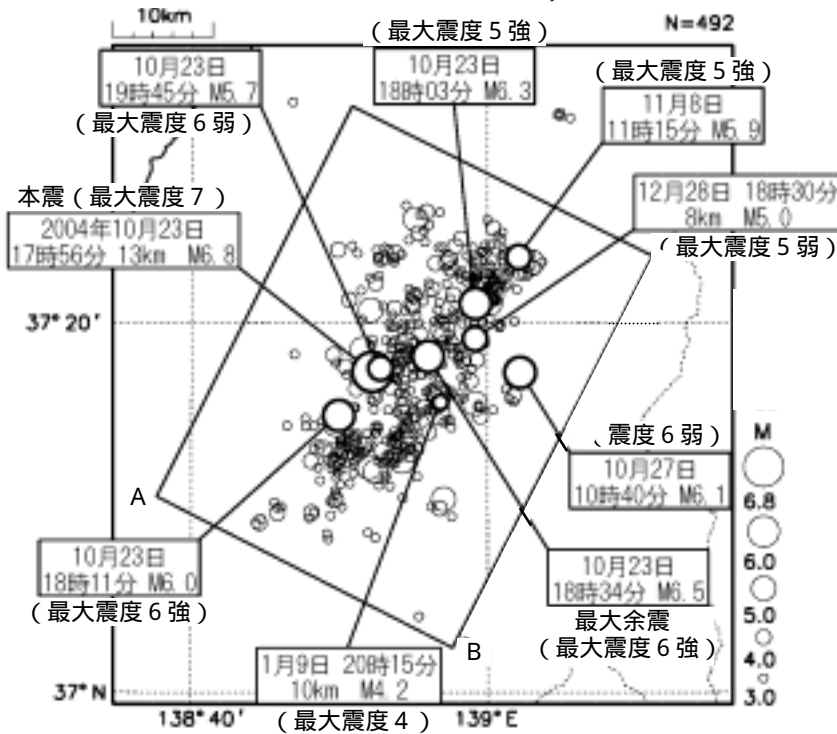 10km
N=492
（最大震度５強）
10月23日
19時45分 M5.7
（最大震度６弱）
10月23日
18時03分 M6.3
（最大震度５強）
11月8日
11時15分 M5.9
本震（最大震度７）
2004年10月23日
17時56分 13km M6.8
12月28日 18時30分
8km M5.0
（最大震度５弱）
37°20'
震度６弱）
10月27日
10時40分 M6.1
M
6.8
6.0
5.0
4.0
3.0
A
10月23日
18時11分 M6.0
（最大震度６強）
10月23日
18時34分 M6.5
最大余震
（最大震度６強）
B
1月9日 20時15分
10km M4.2
（最大震度４）
37°N
138°40'
139°E